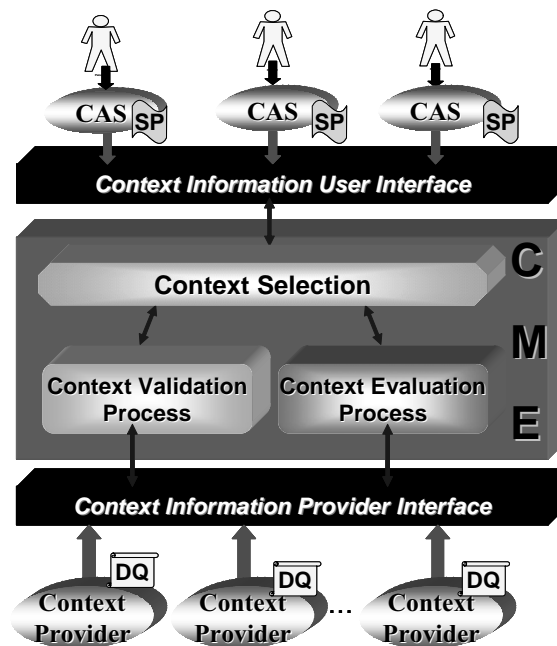 CAS SP CAS SP CAS SP
Context Information User Interface
C
Context Selection
M
Context Validation
Process
Context Evaluation
Process
E
Context Information Provider Interface
DQ DQ DQ
Context
Provider
Context
Provider
...
Context
Provider